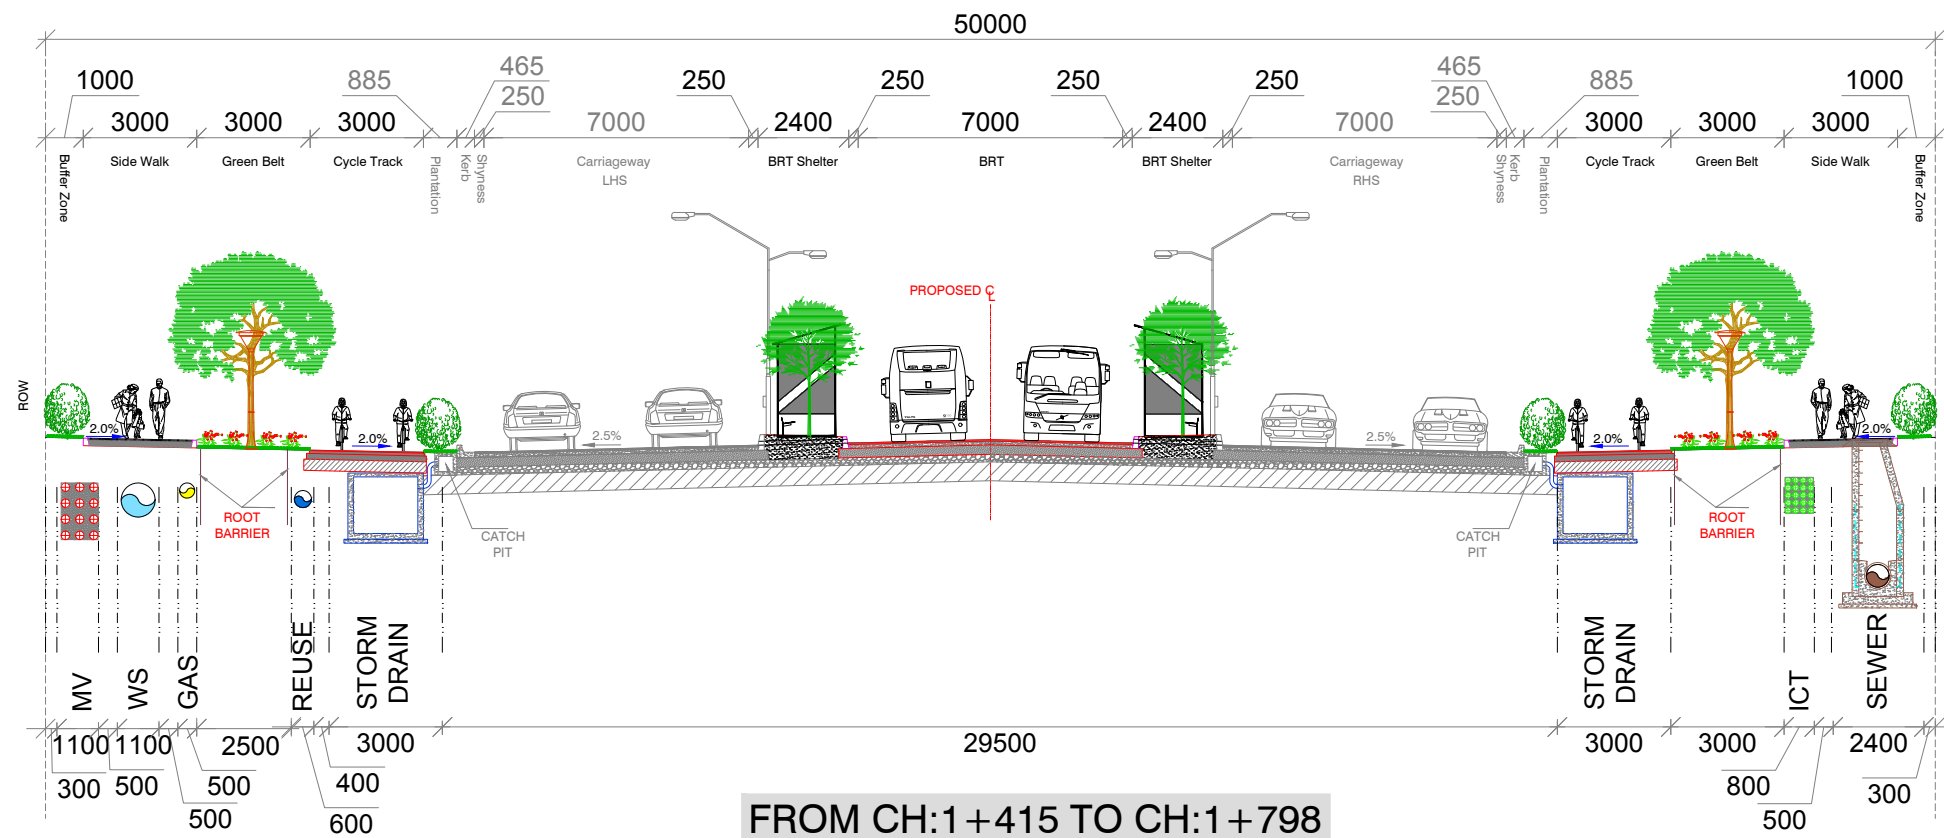 50000
1000
885
465
250
250
250
250
250
465
250
885
1000
3000
3000
3000
7000
2400
7000
2400
7000
3000
3000
3000
Buffer Zone
Side Walk
Green Belt
Cycle Track
Plantation
Kerb
Shyness
Carriageway
LHS
BRT Shelter
BRT
BRT Shelter
Carriageway
RHS
Shyness
Kerb
Plantation
Cycle Track
Green Belt
Side Walk
Buffer Zone
PROPOSED ℄
ROW
2.0%
2.0%
2.5%
2.5%
2.0%
2.0%
ROOT
BARRIER
CATCH
PIT
CATCH
PIT
ROOT
BARRIER
MV
WS
GAS
REUSE
STORM
DRAIN
STORM
DRAIN
ICT
SEWER
1100
1100
2500
3000
29500
3000
3000
2400
300
500
500
400
800
300
500
600
500
FROM CH:1+415 TO CH:1+798